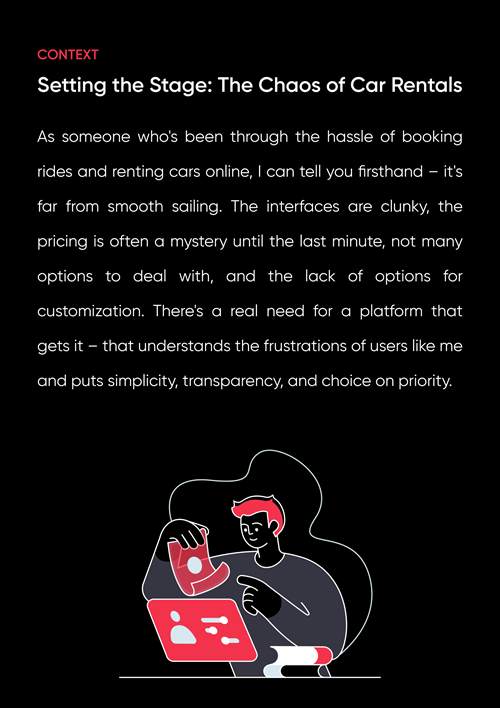 CONTEXT
Setting the Stage: The Chaos of Car Rentals
As someone who's been through the hassle of booking
rides and renting cars online, I can tell you firsthand – it's
far from smooth sailing. The interfaces are clunky, the
pricing is often a mystery until the last minute, not many
options to deal with, and the lack of options for
customization. There's a real need for a platform that
gets it – that understands the frustrations of users like me
and puts simplicity, transparency, and choice on priority.